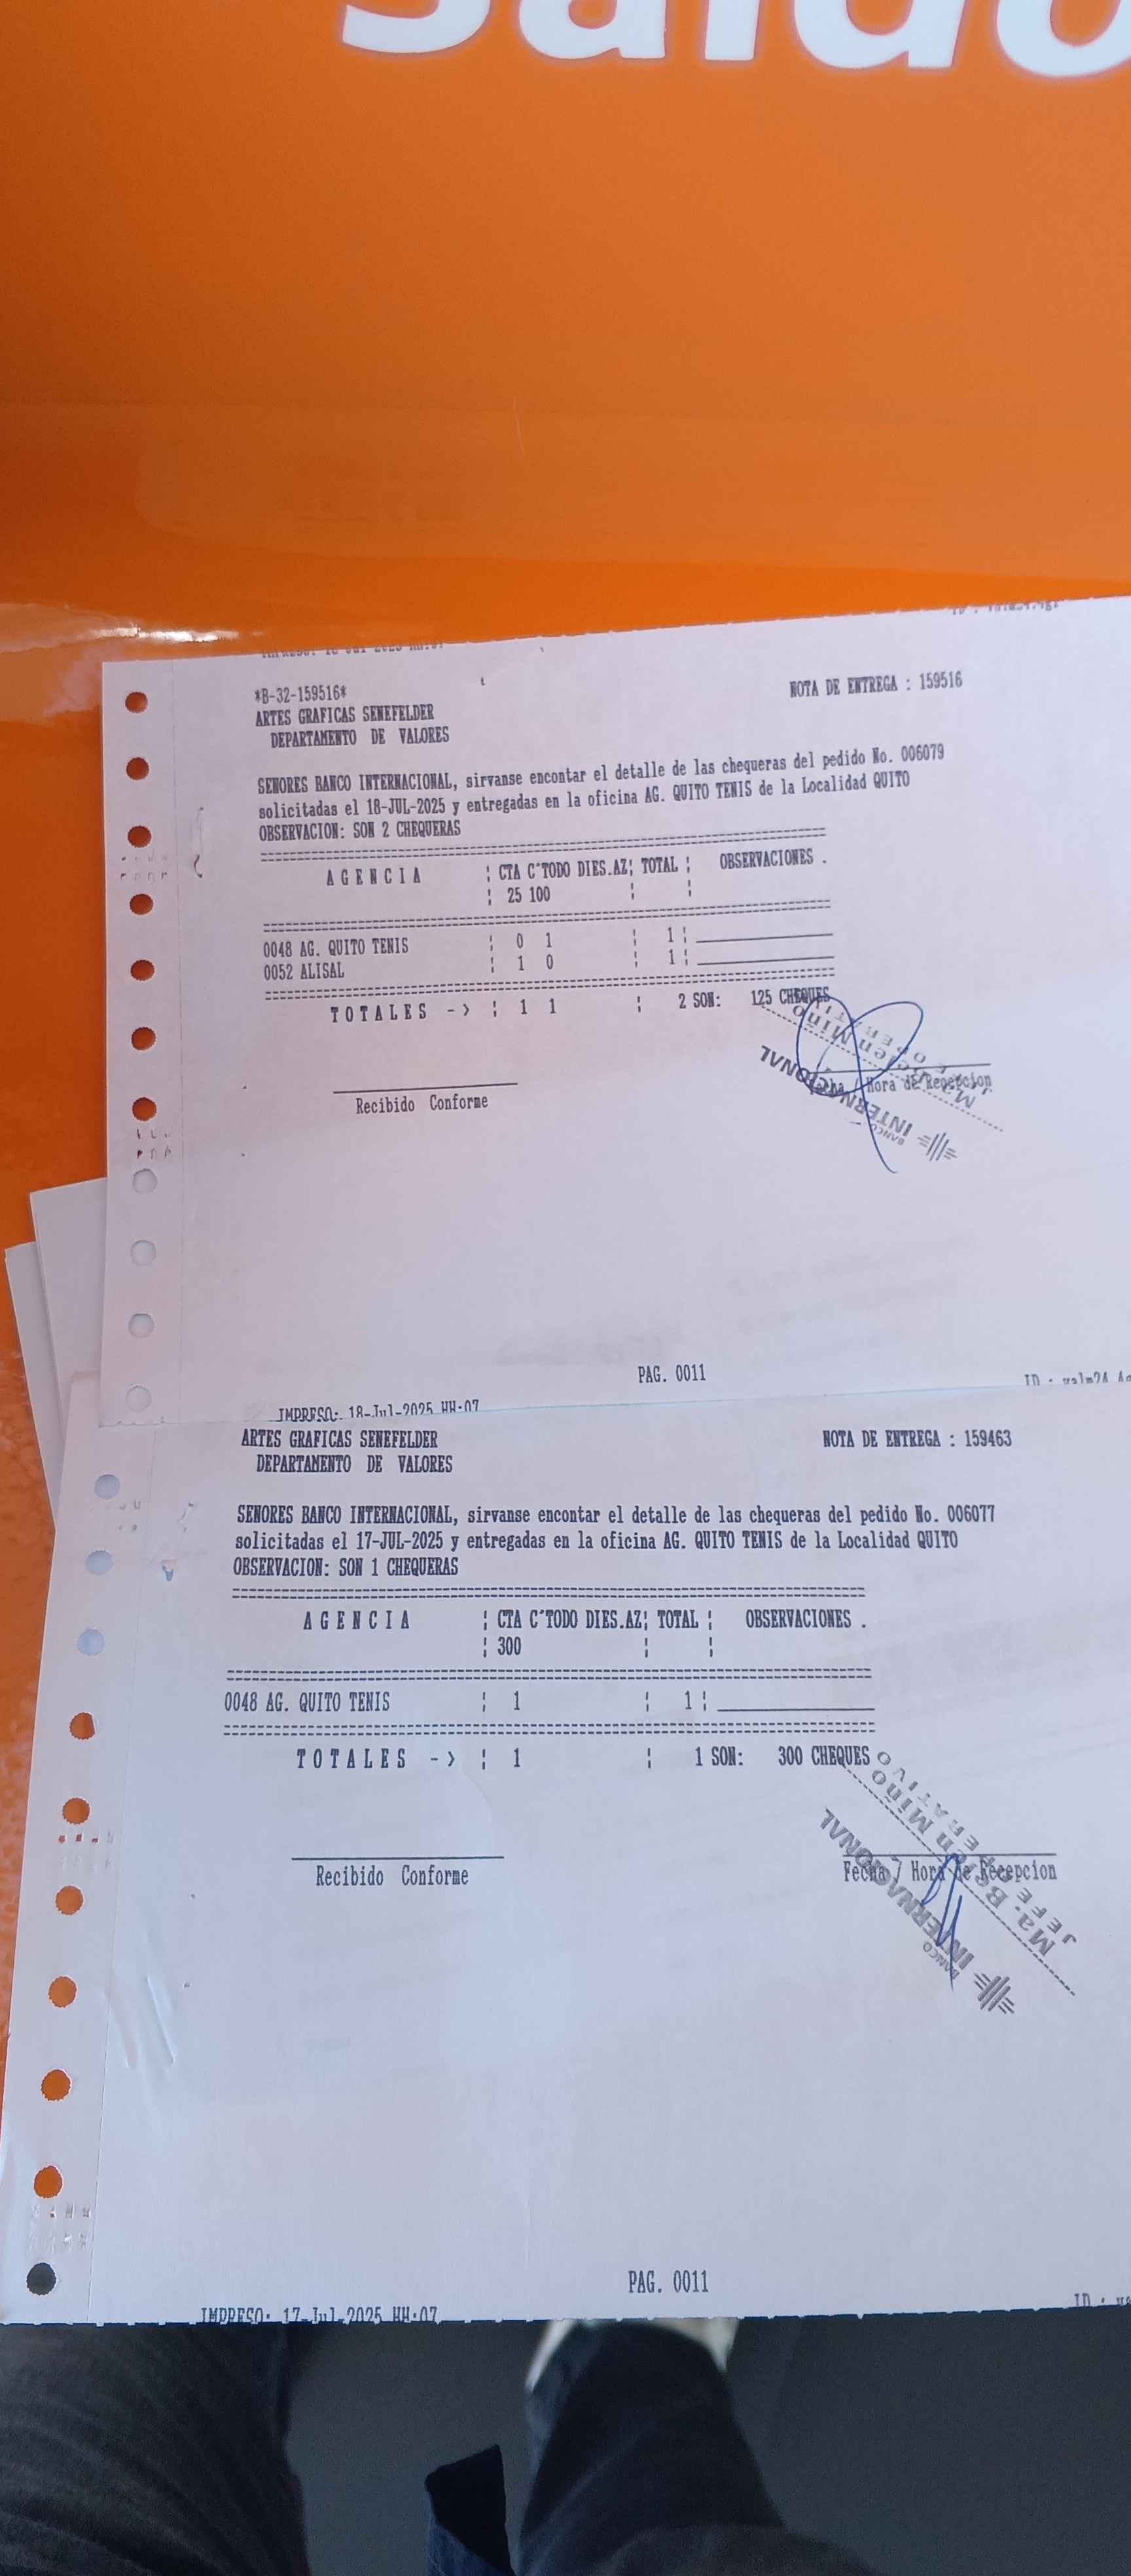 Saldo
*B-32-159516*
NOTA DE ENTREGA : 159516
ARTES GRAFICAS SENEFELDER
DEPARTAMENTO DE VALORES
SENORES BANCO INTERNACIONAL, sirvanse encontar el detalle de las chequeras del pedido No. 006079
solicitadas el 18-JUL-2025 y entregadas en la oficina AG. QUITO TENIS de la Localidad QUITO
OBSERVACION: SON 2 CHEQUERAS
A G E N C I A ¦ CTA C´TODO DIES.AZ¦ TOTAL ¦ OBSERVACIONES .
¦ 25 100 ¦ ¦
0048 AG. QUITO TENIS ¦ 0 1 ¦ 1¦
0052 ALISAL ¦ 1 0 ¦ 1¦
T O T A L E S -> ¦ 1 1 ¦ 2 SON: 125 CHEQUES
Recibido Conforme
/ Hora de Recepcion
BANCO
INTERNACIONAL
PAG. 0011
IMPRESO: 18-Jul-2025 HH:07
ARTES GRAFICAS SENEFELDER
NOTA DE ENTREGA : 159463
DEPARTAMENTO DE VALORES
SENORES BANCO INTERNACIONAL, sirvanse encontar el detalle de las chequeras del pedido No. 006077
solicitadas el 17-JUL-2025 y entregadas en la oficina AG. QUITO TENIS de la Localidad QUITO
OBSERVACION: SON 1 CHEQUERAS
A G E N C I A ¦ CTA C´TODO DIES.AZ¦ TOTAL ¦ OBSERVACIONES .
¦ 300 ¦ ¦
0048 AG. QUITO TENIS ¦ 1 ¦ 1¦
T O T A L E S -> ¦ 1 ¦ 1 SON: 300 CHEQUES
Recibido Conforme
Fecha / Hora de Recepcion
BANCO
INTERNACIONAL
Miño
JEFE OPERATIVO
PAG. 0011
IMPRESO: 17-Jul-2025 HH:07